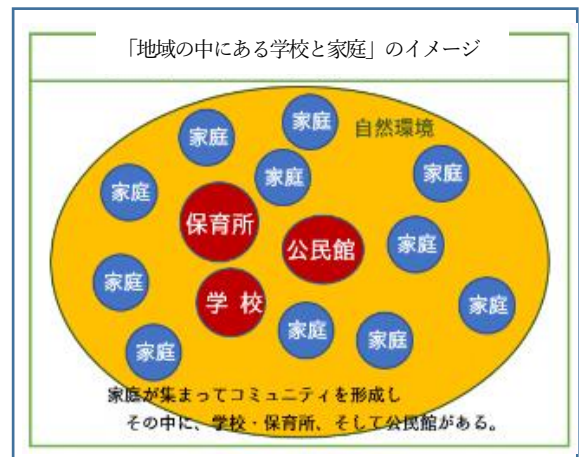 「地域の中にある学校と家庭」のイメージ
家庭
家庭
自然環境
家庭
家庭
家庭
保育所
公民館
家庭
家庭
学 校
家庭
家庭
家庭
家庭
家庭が集まってコミュニティを形成し
その中に、学校・保育所、そして公民館がある。